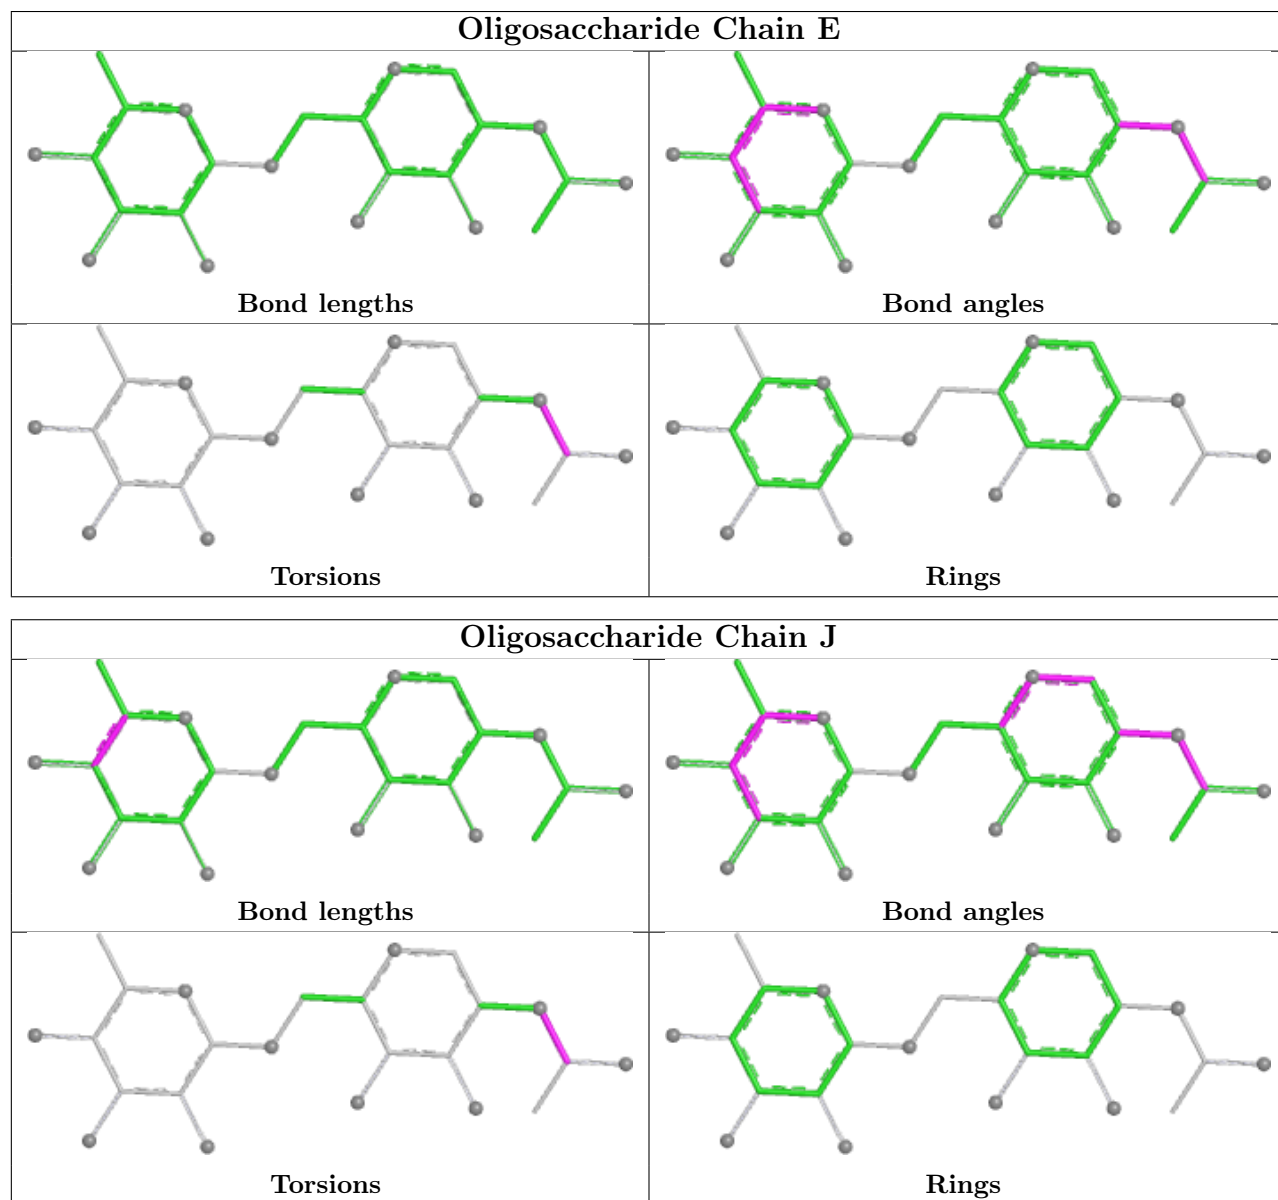 Oligosaccharide Chain E
Bond lengths
Bond angles
Torsions
Rings
Oligosaccharide Chain J
Bond lengths
Bond angles
Torsions
Rings